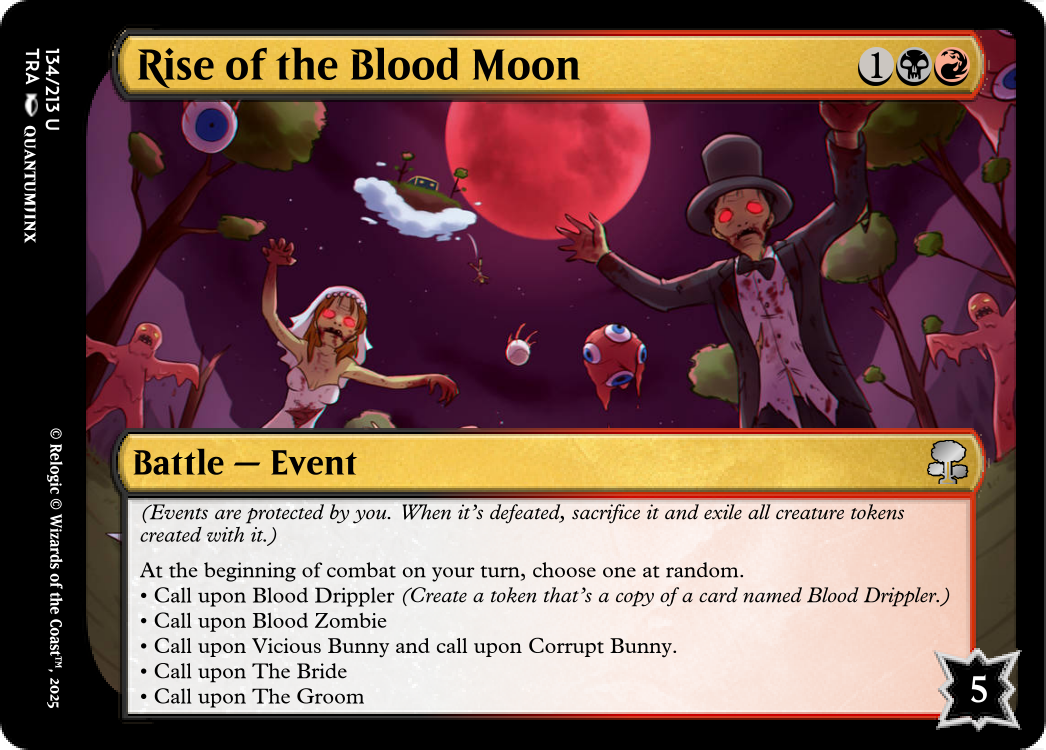 Rise of the Blood Moon
1
134/213 U
TRA QUANTUMIINX
Battle — Event
(Events are protected by you. When it's defeated, sacrifice it and exile all creature tokens
created with it.)
At the beginning of combat on your turn, choose one at random.
• Call upon Blood Drippler (Create a token that's a copy of a card named Blood Drippler.)
• Call upon Blood Zombie
• Call upon Vicious Bunny and call upon Corrupt Bunny.
• Call upon The Bride
• Call upon The Groom
5
© Relogic © Wizards of the Coast™, 2025